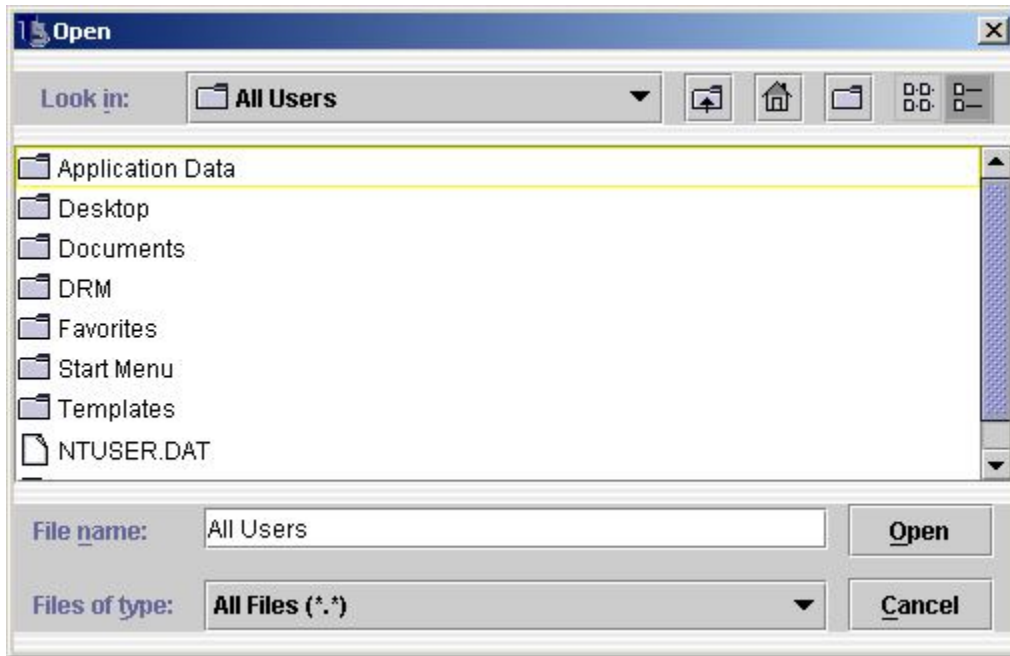 Open
Look in: All Users
Application Data
Desktop
Documents
DRM
Favorites
Start Menu
Templates
NTUSER.DAT
File name: All Users Open
Files of type: All Files (*.*) Cancel